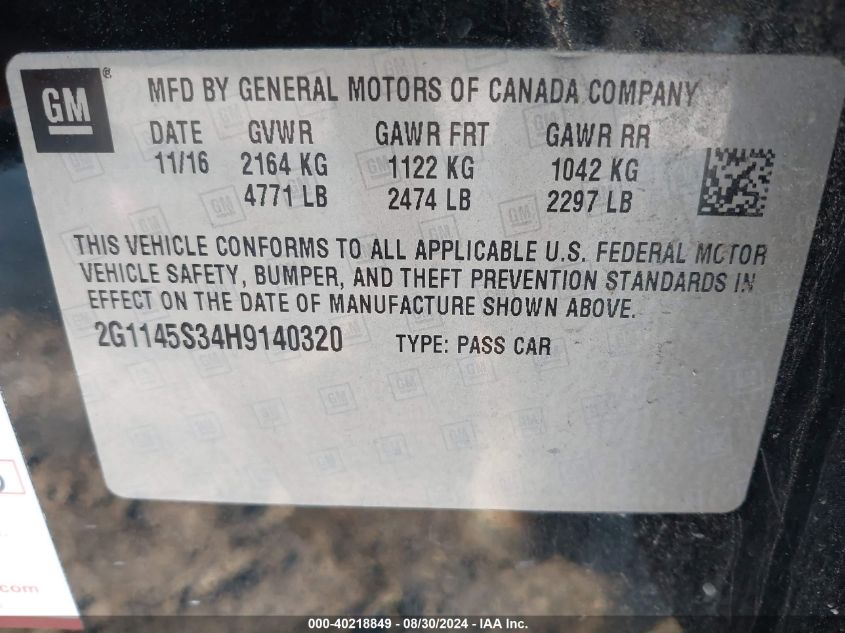 GM®
MFD BY GENERAL MOTORS OF CANADA COMPANY
DATE GVWR GAWR FRT GAWR RR
11/16 2164 KG 1122 KG 1042 KG
4771 LB 2474 LB 2297 LB
THIS VEHICLE CONFORMS TO ALL APPLICABLE U.S. FEDERAL MOTOR
VEHICLE SAFETY, BUMPER, AND THEFT PREVENTION STANDARDS IN
EFFECT ON THE DATE OF MANUFACTURE SHOWN ABOVE.
2G1145S34H9140320 TYPE: PASS CAR
.com
000-40218849 - 08/30/2024 - IAA, Inc.